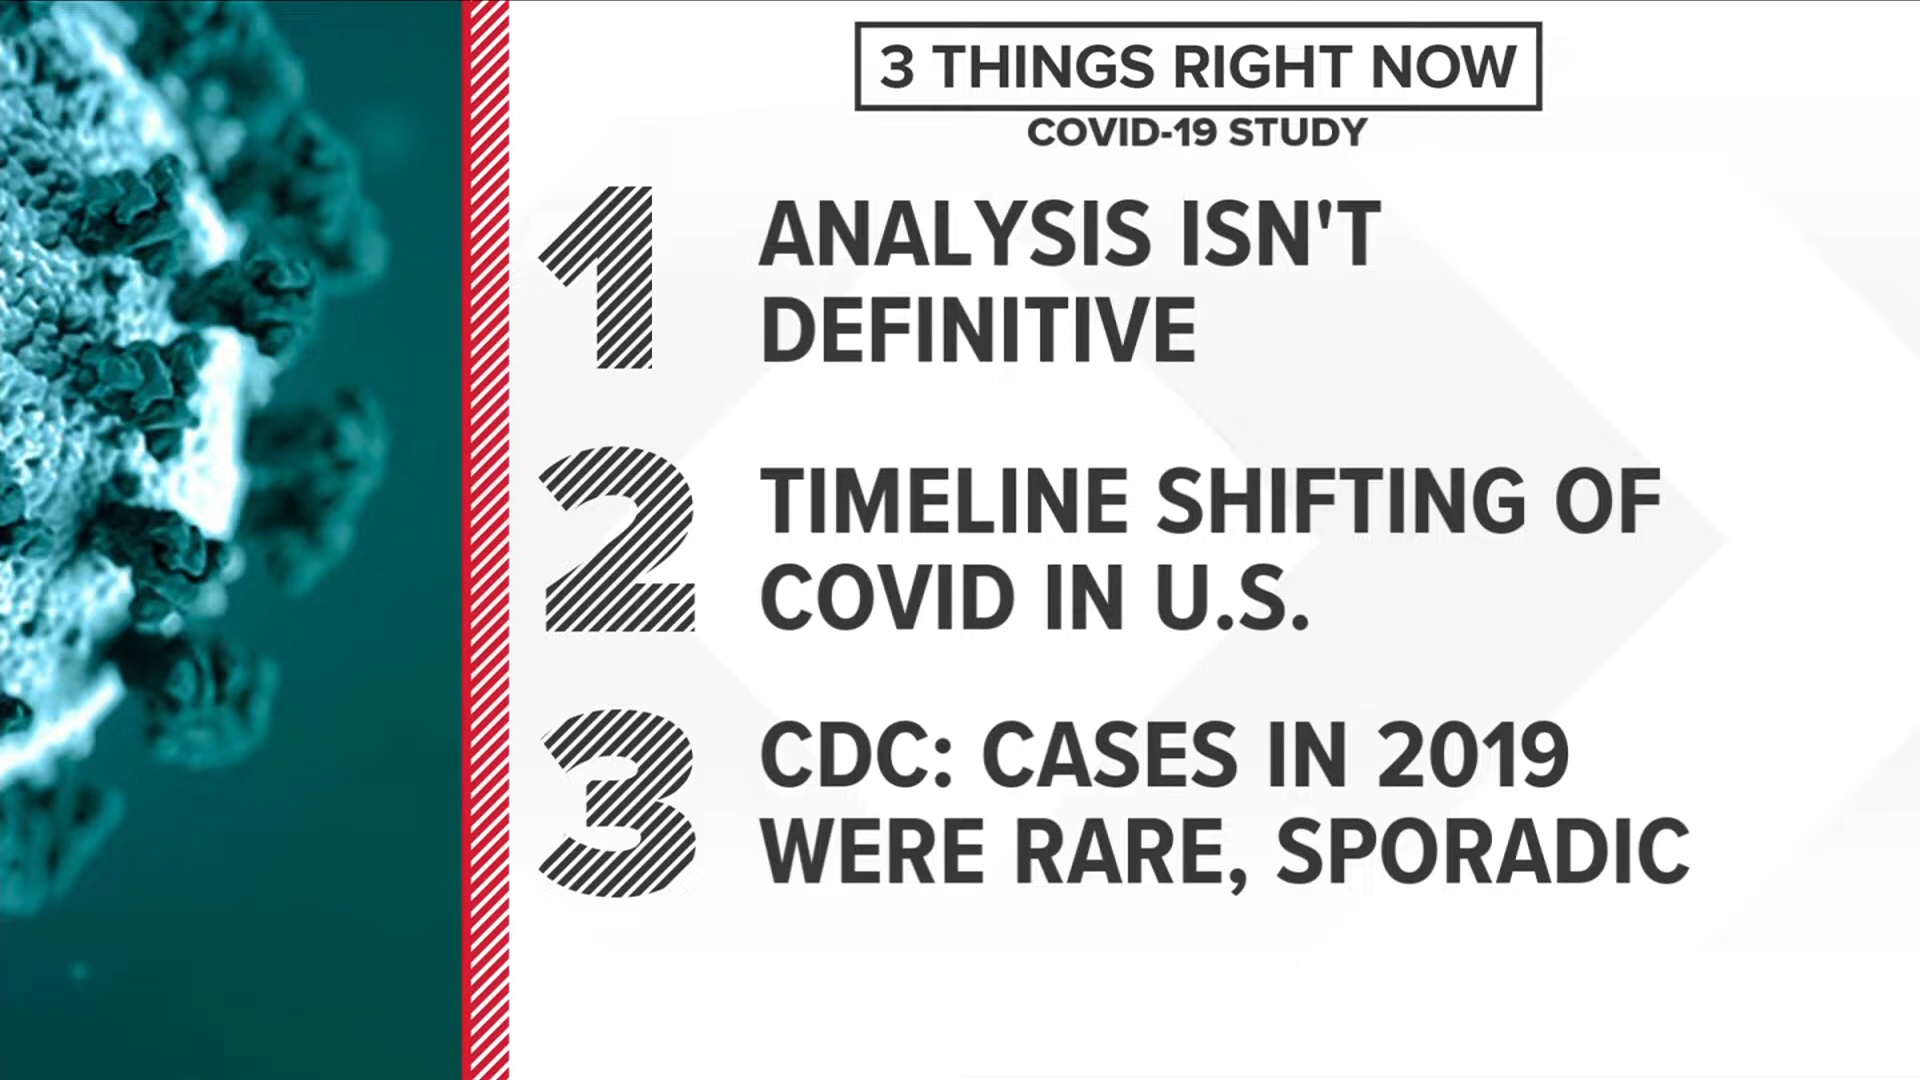 3 THINGS RIGHT NOW
COVID-19 STUDY
1 ANALYSIS ISN'T
DEFINITIVE
2 TIMELINE SHIFTING OF
COVID IN U.S.
3 CDC: CASES IN 2019
WERE RARE, SPORADIC